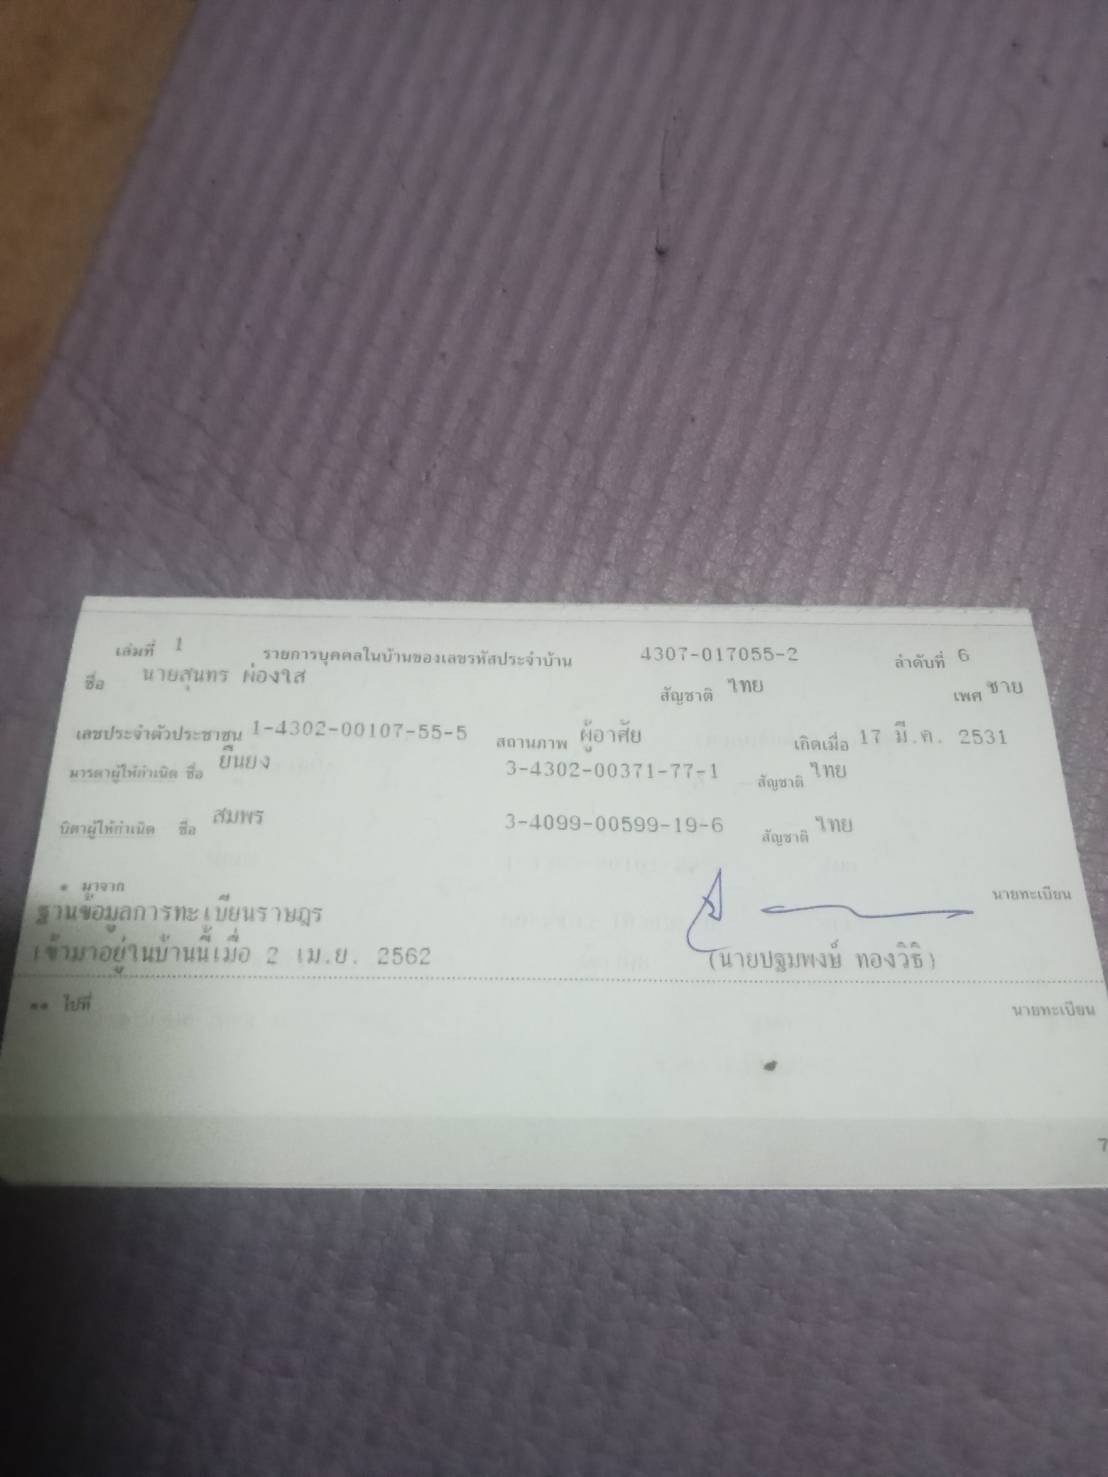 เล่มที่ 1 รายการบุคคลในบ้านของเลขรหัสประจำบ้าน 4307-017055-2 ลำดับที่ 6
ชื่อ นายสุนทร ผ่องใส สัญชาติ ไทย เพศ ชาย
เลขประจำตัวประชาชน 1-4302-00107-55-5 สถานภาพ ผู้อาศัย เกิดเมื่อ 17 มี.ค. 2531
มารดาผู้ให้กำเนิด ชื่อ ยืนยง 3-4302-00371-77-1 สัญชาติ ไทย
บิดาผู้ให้กำเนิด ชื่อ สมพร 3-4099-00599-19-6 สัญชาติ ไทย
* มาจาก นายทะเบียน
ฐานข้อมูลการทะเบียนราษฎร
เข้ามาอยู่ในบ้านนี้เมื่อ 2 เม.ย. 2562 (นายปฐมพงษ์ ทองวิธิ)
** ไปที่ นายทะเบียน
7